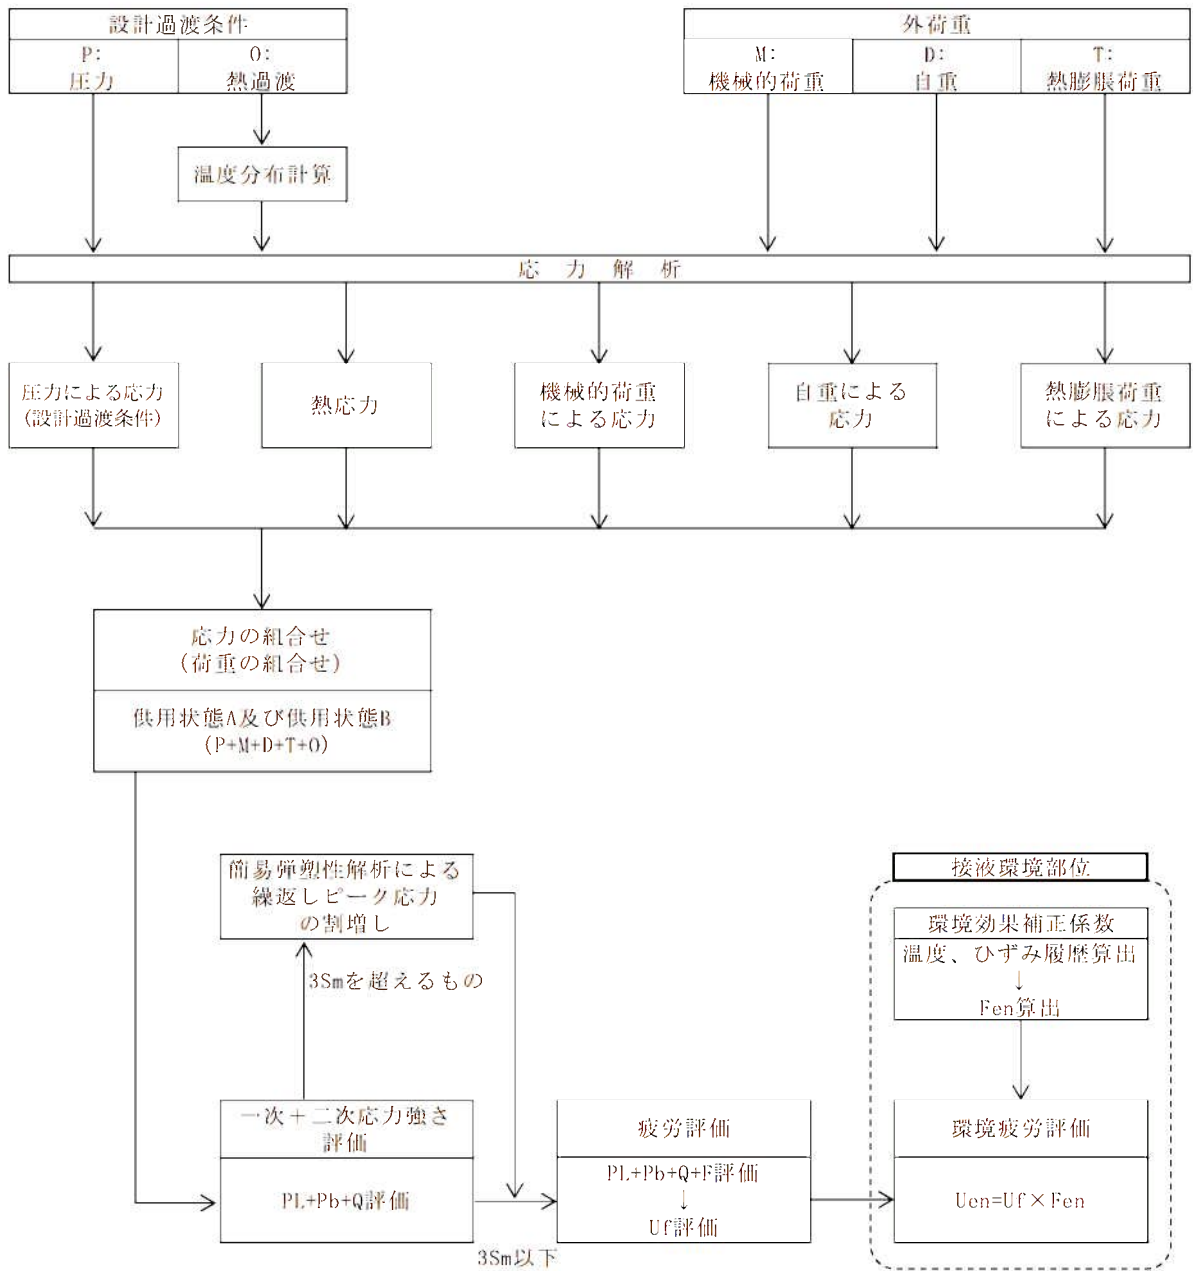 設計過渡条件
P:
圧力
O:
熱過渡
外荷重
M:
機械的荷重
D:
自重
T:
熱膨脹荷重
温度分布計算
応力解析
圧力による応力
(設計過渡条件)
熱応力
機械的荷重
による応力
自重による
応力
熱膨脹荷重
による応力
応力の組合せ
(荷重の組合せ)
供用状態A及び供用状態B
(P+M+D+T+O)
簡易弾塑性解析による
繰返しピーク応力
の割増し
3Smを超えるもの
接液環境部位
環境効果補正係数
温度、ひずみ履歴算出
↓
Fen算出
一次+二次応力強さ
評価
PL+Pb+Q評価
3Sm以下
疲労評価
PL+Pb+Q+F評価
↓
Uf評価
環境疲労評価
Uen=Uf×Fen